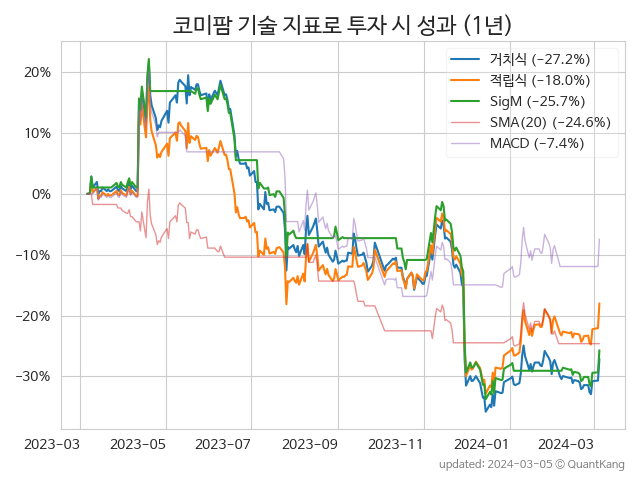 코미팜 기술 지표로 투자 시 성과 (1년)
거치식 (−27.2%)
적립식 (−18.0%)
SigM (−25.7%)
SMA(20) (−24.6%)
MACD (−7.4%)
20%
10%
0%
−10%
−20%
−30%
2023−03 2023−05 2023−07 2023−09 2023−11 2024−01 2024−03
updated: 2024−03−05 © QuantKang